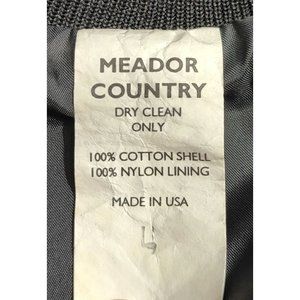 MEADOR
COUNTRY
DRY CLEAN
ONLY
100% COTTON SHELL
100% NYLON LINING
MADE IN USA
L